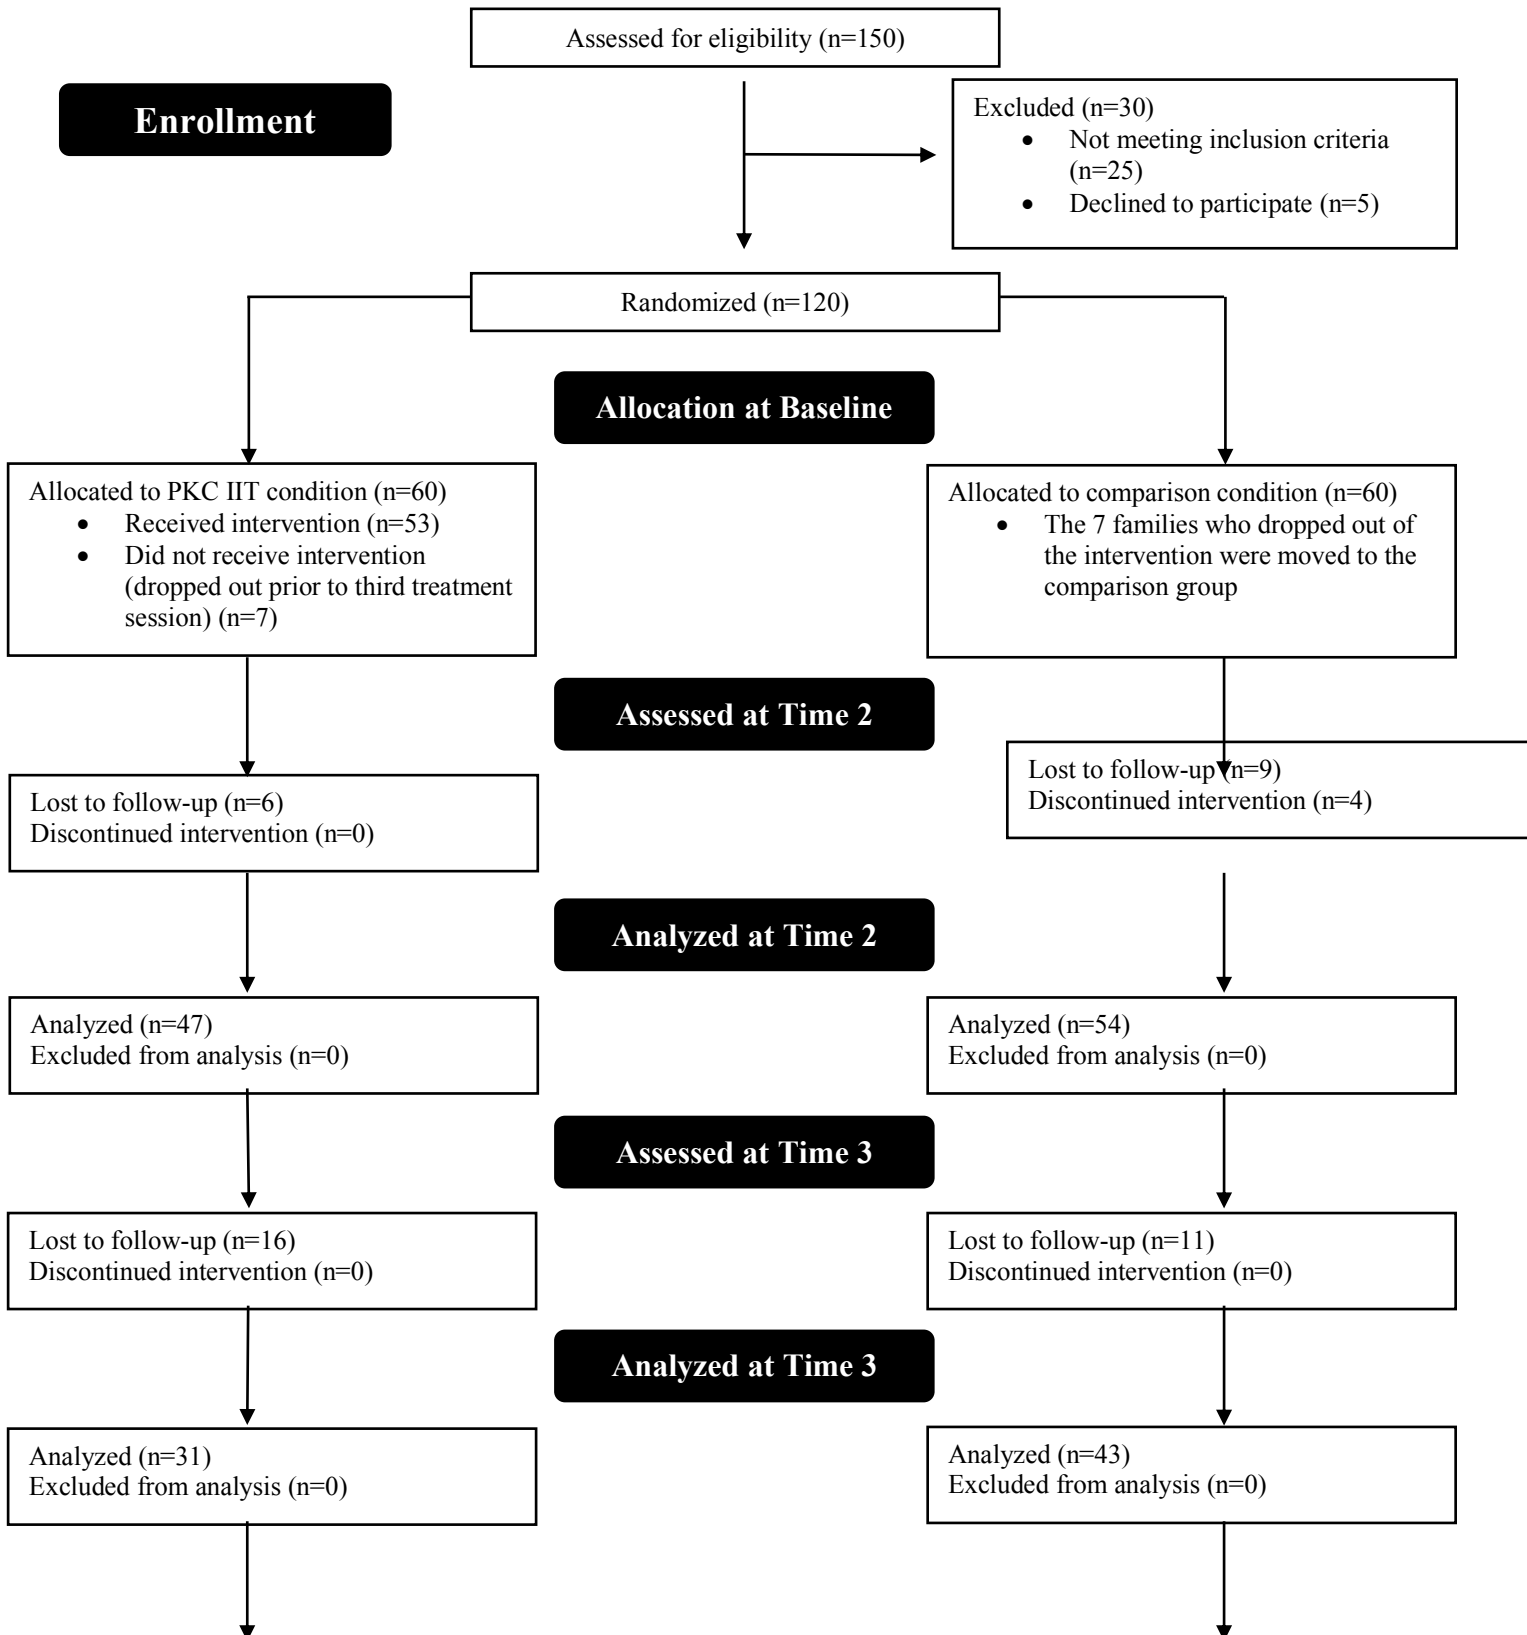 Assessed for eligibility (n=150)
Enrollment
Excluded (n=30)
• Not meeting inclusion criteria
(n=25)
• Declined to participate (n=5)
Randomized (n=120)
Allocation at Baseline
Allocated to PKC IIT condition (n=60)
• Received intervention (n=53)
• Did not receive intervention
(dropped out prior to third treatment
session) (n=7)
Allocated to comparison condition (n=60)
• The 7 families who dropped out of
the intervention were moved to the
comparison group
Assessed at Time 2
Lost to follow-up (n=6)
Discontinued intervention (n=0)
Lost to follow-up (n=9)
Discontinued intervention (n=4)
Analyzed at Time 2
Analyzed (n=47)
Excluded from analysis (n=0)
Analyzed (n=54)
Excluded from analysis (n=0)
Assessed at Time 3
Lost to follow-up (n=16)
Discontinued intervention (n=0)
Lost to follow-up (n=11)
Discontinued intervention (n=0)
Analyzed at Time 3
Analyzed (n=31)
Excluded from analysis (n=0)
Analyzed (n=43)
Excluded from analysis (n=0)